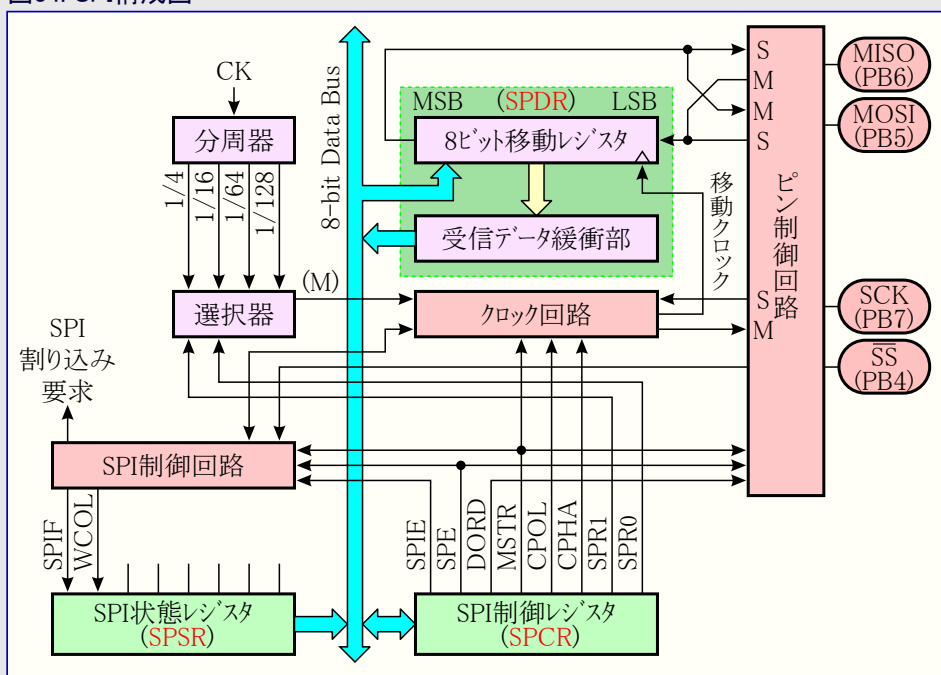 CK
分周器
1/4
1/16
1/64
1/128
選択器
(M)
8-bit Data Bus
MSB (SPDR) LSB
8ビット移動レジスタ
受信データ緩衝部
移動クロック
クロック回路
S
M
M
S
S
M
ピン制御回路
MISO
(PB6)
MOSI
(PB5)
SCK
(PB7)
SS
(PB4)
SPI
割り込み
要求
SPI制御回路
SPIF
WCOL
SPIE
SPE
DORD
MSTR
CPOL
CPHA
SPR1
SPR0
SPI状態レジスタ
(SPSR)
SPI制御レジスタ
(SPCR)